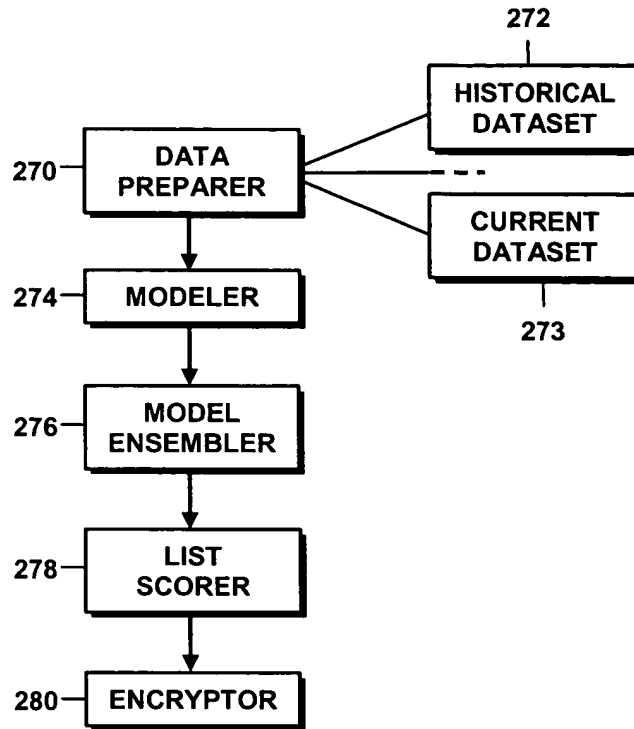 272
HISTORICAL
DATASET
270
DATA
PREPARER
CURRENT
DATASET
273
274
MODELER
276
MODEL
ENSEMBLER
278
LIST
SCORER
280
ENCRYPTOR